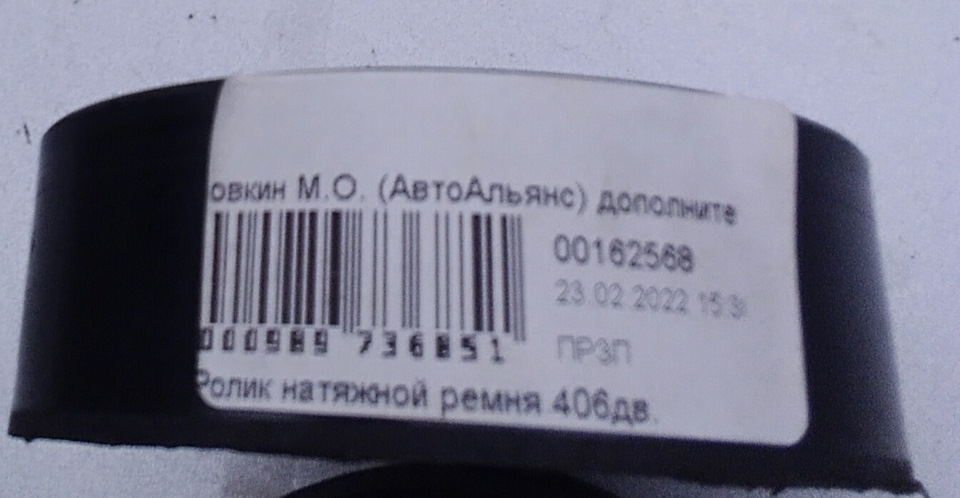 овкин М.О. (АвтоАльянс) дополните
00162568
23.02.2022 15:3
000989 736851
ПРЗП
Ролик натяжной ремня 406дв.